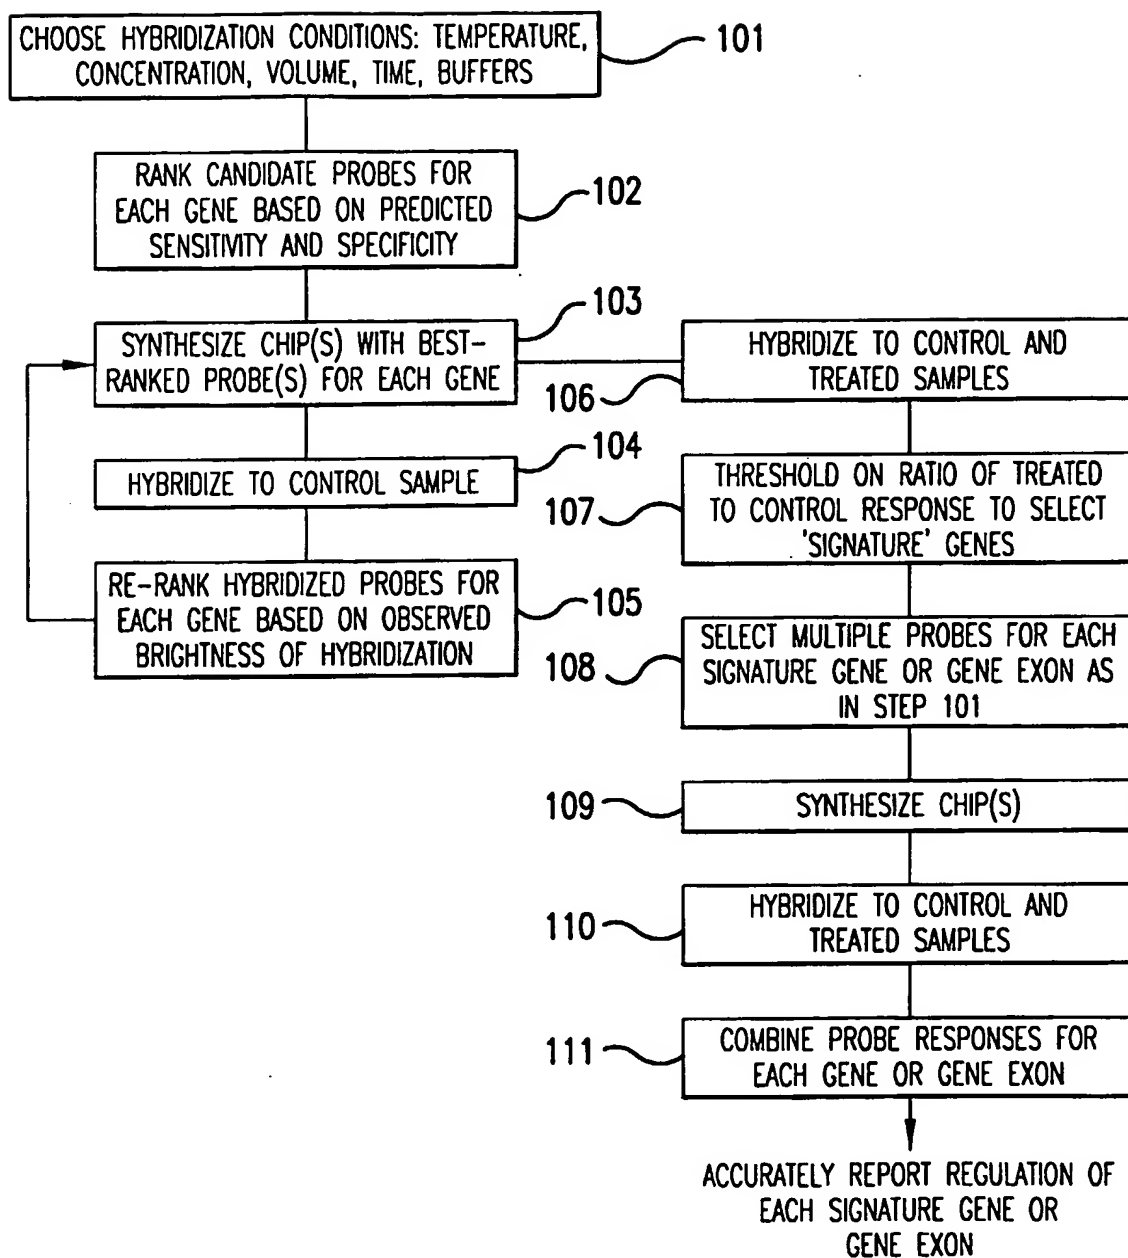 CHOOSE HYBRIDIZATION CONDITIONS: TEMPERATURE,
CONCENTRATION, VOLUME, TIME, BUFFERS
101
RANK CANDIDATE PROBES FOR
EACH GENE BASED ON PREDICTED
SENSITIVITY AND SPECIFICITY
102
SYNTHESIZE CHIP(S) WITH BEST-
RANKED PROBE(S) FOR EACH GENE
103
HYBRIDIZE TO CONTROL SAMPLE
104
RE-RANK HYBRIDIZED PROBES FOR
EACH GENE BASED ON OBSERVED
BRIGHTNESS OF HYBRIDIZATION
105
HYBRIDIZE TO CONTROL AND
TREATED SAMPLES
106
THRESHOLD ON RATIO OF TREATED
TO CONTROL RESPONSE TO SELECT
'SIGNATURE' GENES
107
SELECT MULTIPLE PROBES FOR EACH
SIGNATURE GENE OR GENE EXON AS
IN STEP 101
108
SYNTHESIZE CHIP(S)
109
HYBRIDIZE TO CONTROL AND
TREATED SAMPLES
110
COMBINE PROBE RESPONSES FOR
EACH GENE OR GENE EXON
111
ACCURATELY REPORT REGULATION OF
EACH SIGNATURE GENE OR
GENE EXON